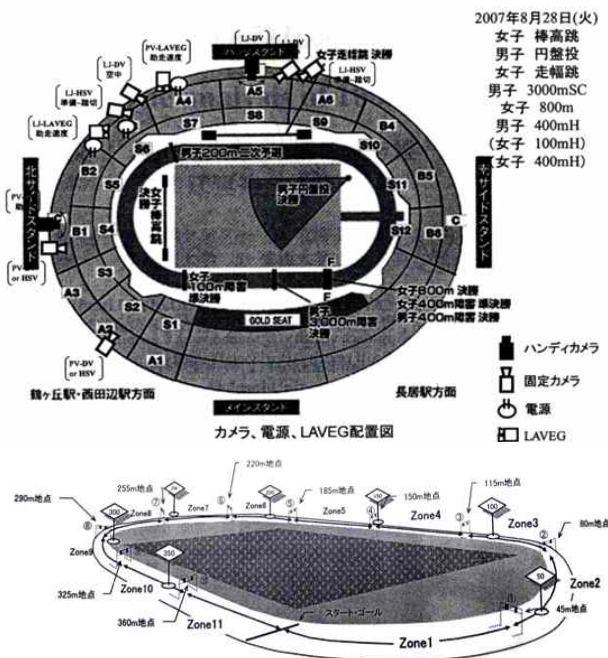 2007年8月28日(火)
女子 棒高跳
男子 円盤投
女子 走幅跳
男子 3000mSC
女子 800m
男子 400mH
(女子 100mH)
(女子 400mH)
PV-LAVEG
助走速度
LJ-DV
空中
LJ-HSV
準備~踏切
LJ-LAVEG
助走速度
LJ-DV
バックスタンド
女子走幅跳 決勝
LJ-HSV
準備~踏切
A4
A5
A6
S7
S8
S9
B4
S6
男子200m二次予選
S10
B2
S5
S11
B5
北サイドスタンド
B1
S4
女子棒高跳
決勝
男子円盤投
決勝
S12
B6
C
サイドスタンド
PV-DV
or HSV
S3
A3
S2
S1
A2
A1
女子
100m障害
準決勝
F
F
男子
3,000m障害
決勝
女子800m 決勝
女子400m障害 準決勝
男子400m障害 決勝
GOLD SEAT
PV-DV
or HSV
鶴ヶ丘駅・西田辺駅方面
メインスタンド
長居駅方面
ハンディカメラ
固定カメラ
電源
LAVEG
カメラ、電源、LAVEG配置図
220m地点
255m地点
185m地点
115m地点
290m地点
150m地点
80m地点
⑧
⑦
⑥
⑤
④
③
②
300
Zone8
Zone7
Zone6
Zone5
Zone4
100
Zone3
Zone9
350
Zone10
325m地点
360m地点
Zone11
スタート・ゴール
Zone1
50
Zone2
45m地点